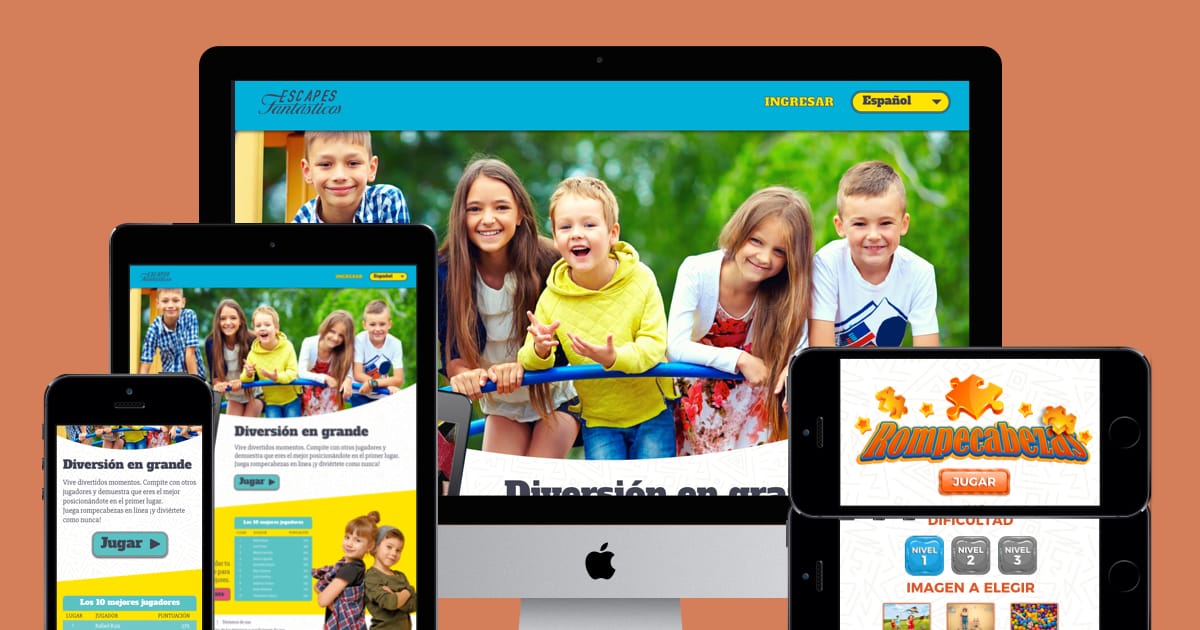 ESCAPES
Fantásticos
INGRESAR
Español
Diversión en gra
ESCAPES
Fantásticos
INGRESAR
Español
Diversión en grande
Vive divertidos momentos. Compite con otros jugadores y
demuestra que eres el mejor posicionándote en el primer lugar.
Juega rompecabezas en línea ¡y diviértete como nunca!
Jugar
Los 10 mejores jugadores
LUGAR JUGADOR PUNTUACIÓN
Diversión en grande
Vive divertidos momentos. Compite con otros
jugadores y demuestra que eres el mejor
posicionándote en el primer lugar.
Juega rompecabezas en línea ¡y diviértete
como nunca!
Jugar
Los 10 mejores jugadores
LUGAR JUGADOR PUNTUACIÓN
Rompecabezas
JUGAR
DIFICULTAD
NIVEL 1
NIVEL 2
NIVEL 3
IMAGEN A ELEGIR